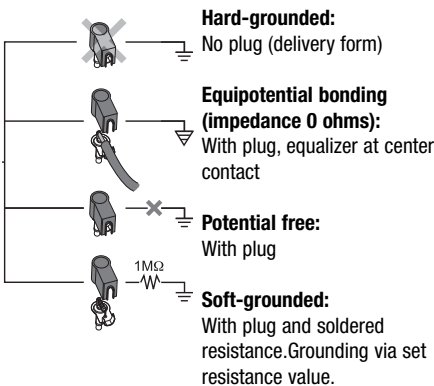 Hard-grounded:
No plug (delivery form)
Equipotential bonding
(impedance 0 ohms):
With plug, equalizer at center
contact
Potential free:
With plug
1MΩ
Soft-grounded:
With plug and soldered
resistance.Grounding via set
resistance value.